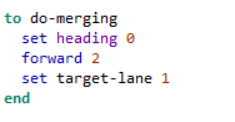 to do-merging
  set heading 0
  forward 2
  set target-lane 1
end